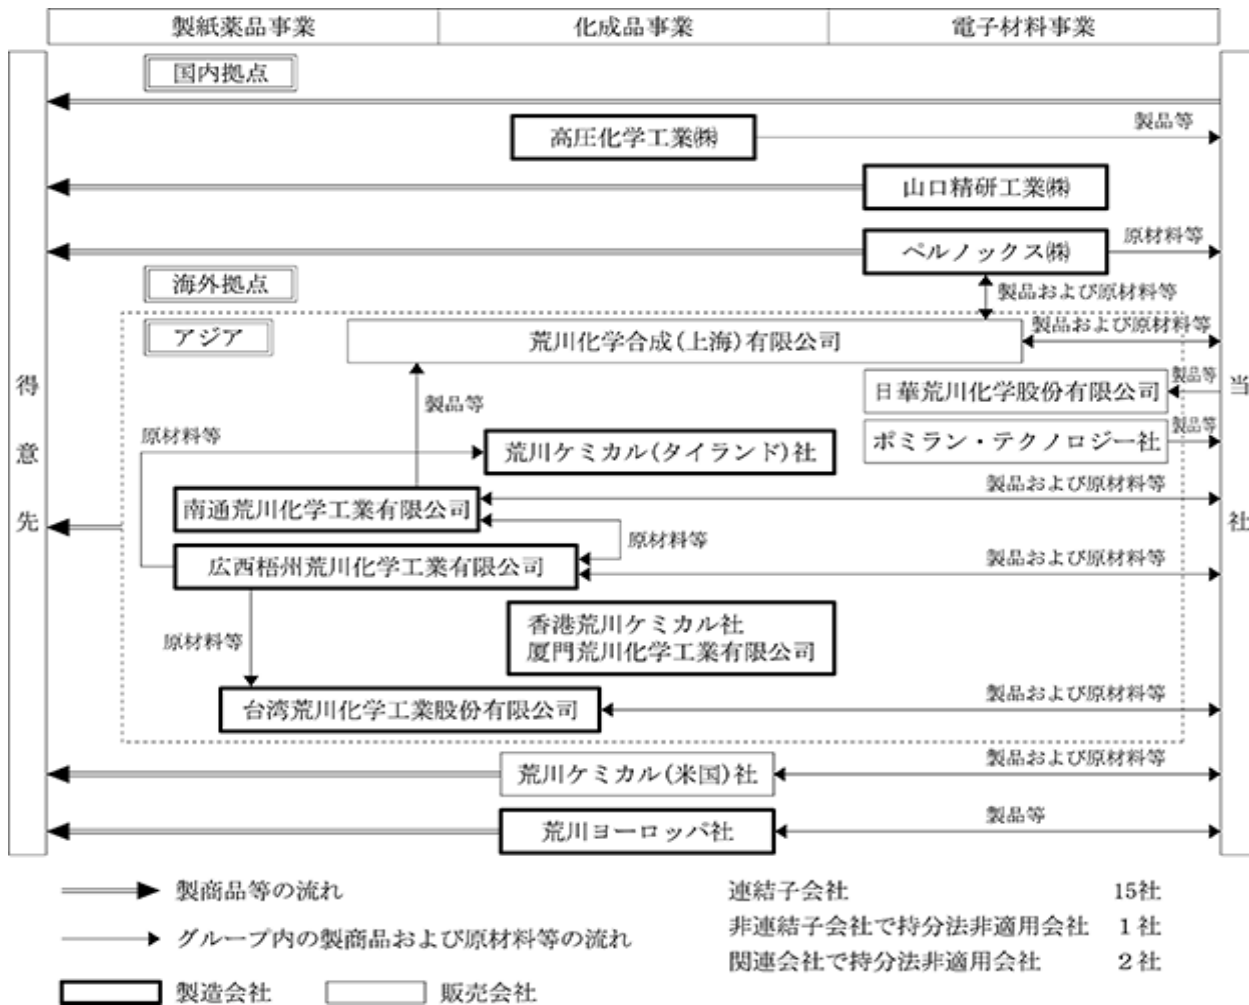 製紙薬品事業
化成品事業
電子材料事業
国内拠点
高圧化学工業㈱
製品等
山口精研工業㈱
ペルノックス㈱
原材料等
海外拠点
製品および原材料等
アジア
荒川化学合成(上海)有限公司
製品および原材料等
得意先
当社
製品等
日華荒川化学股份有限公司
製品等
原材料等
荒川ケミカル(タイランド)社
ポミラン・テクノロジー社
製品等
南通荒川化学工業有限公司
製品および原材料等
原材料等
広西梧州荒川化学工業有限公司
製品および原材料等
原材料等
香港荒川ケミカル社
厦門荒川化学工業有限公司
台湾荒川化学工業股份有限公司
製品および原材料等
荒川ケミカル(米国)社
製品および原材料等
荒川ヨーロッパ社
製品等
製商品等の流れ
グループ内の製商品および原材料等の流れ
製造会社
販売会社
連結子会社 15社
非連結子会社で持分法非適用会社 1社
関連会社で持分法非適用会社 2社